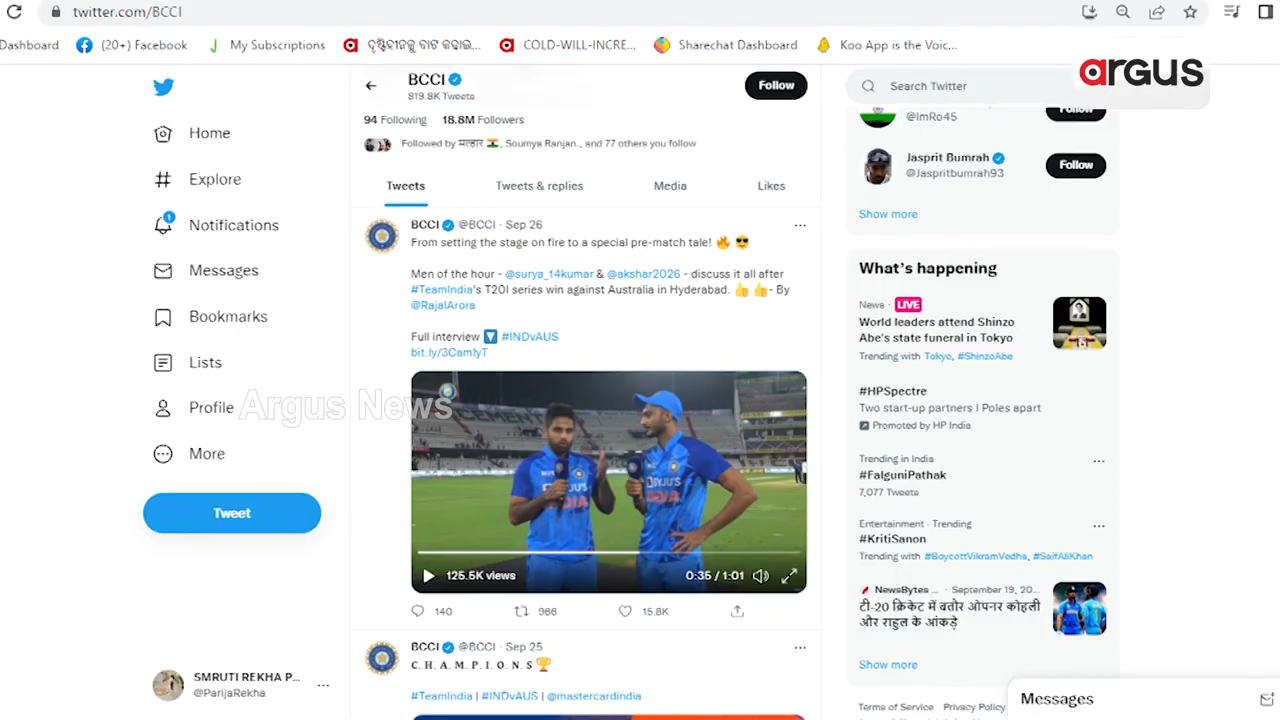 twitter.com/BCCI
Dashboard
(20+) Facebook
My Subscriptions
ଦୃଷ୍ଟିହୀନଙ୍କୁ ବାଟ କଢାଇ...
COLD-WILL-INCRE...
Sharechat Dashboard
Koo App is the Voic...
argus
Home
Explore
1
Notifications
Messages
Bookmarks
Lists
Profile
More
Tweet
SMRUTI REKHA P...
@ParijaRekha
Argus News
BCCI
819.8K Tweets
Follow
94 Following 18.8M Followers
Followed by मल्हार, Soumya Ranjan., and 77 others you follow
Tweets
Tweets & replies
Media
Likes
BCCI @BCCI · Sep 26
From setting the stage on fire to a special pre-match tale! 🔥 😎
Men of the hour - @surya_14kumar & @akshar2026 - discuss it all after
#TeamIndia's T20I series win against Australia in Hyderabad. 👍 👍- By
@RajalArora
Full interview 🔽 #INDvAUS
bit.ly/3CamlyT
BYJU'S
INDIA
BYJU'S
INDIA
125.5K views
0:35 / 1:01
140
966
15.8K
BCCI @BCCI · Sep 25
C. H. A. M. P. I. O. N. S 🏆
#TeamIndia | #INDvAUS | @mastercardindia
Search Twitter
@ImRo45
Follow
Jasprit Bumrah
@Jaspritbumrah93
Follow
Show more
What's happening
News · LIVE
World leaders attend Shinzo
Abe's state funeral in Tokyo
Trending with Tokyo, #ShinzoAbe
#HPSpectre
Two start-up partners I Poles apart
Promoted by HP India
Trending in India
#FalguniPathak
7,077 Tweets
Entertainment · Trending
#KritiSanon
Trending with #BoycottVikramVedha, #SaifAliKhan
NewsBytes ... · September 19, 20...
टी-20 क्रिकेट में बतौर ओपनर कोहली
और राहुल के आंकड़े
Show more
Terms of Service Privacy Policy
Messages